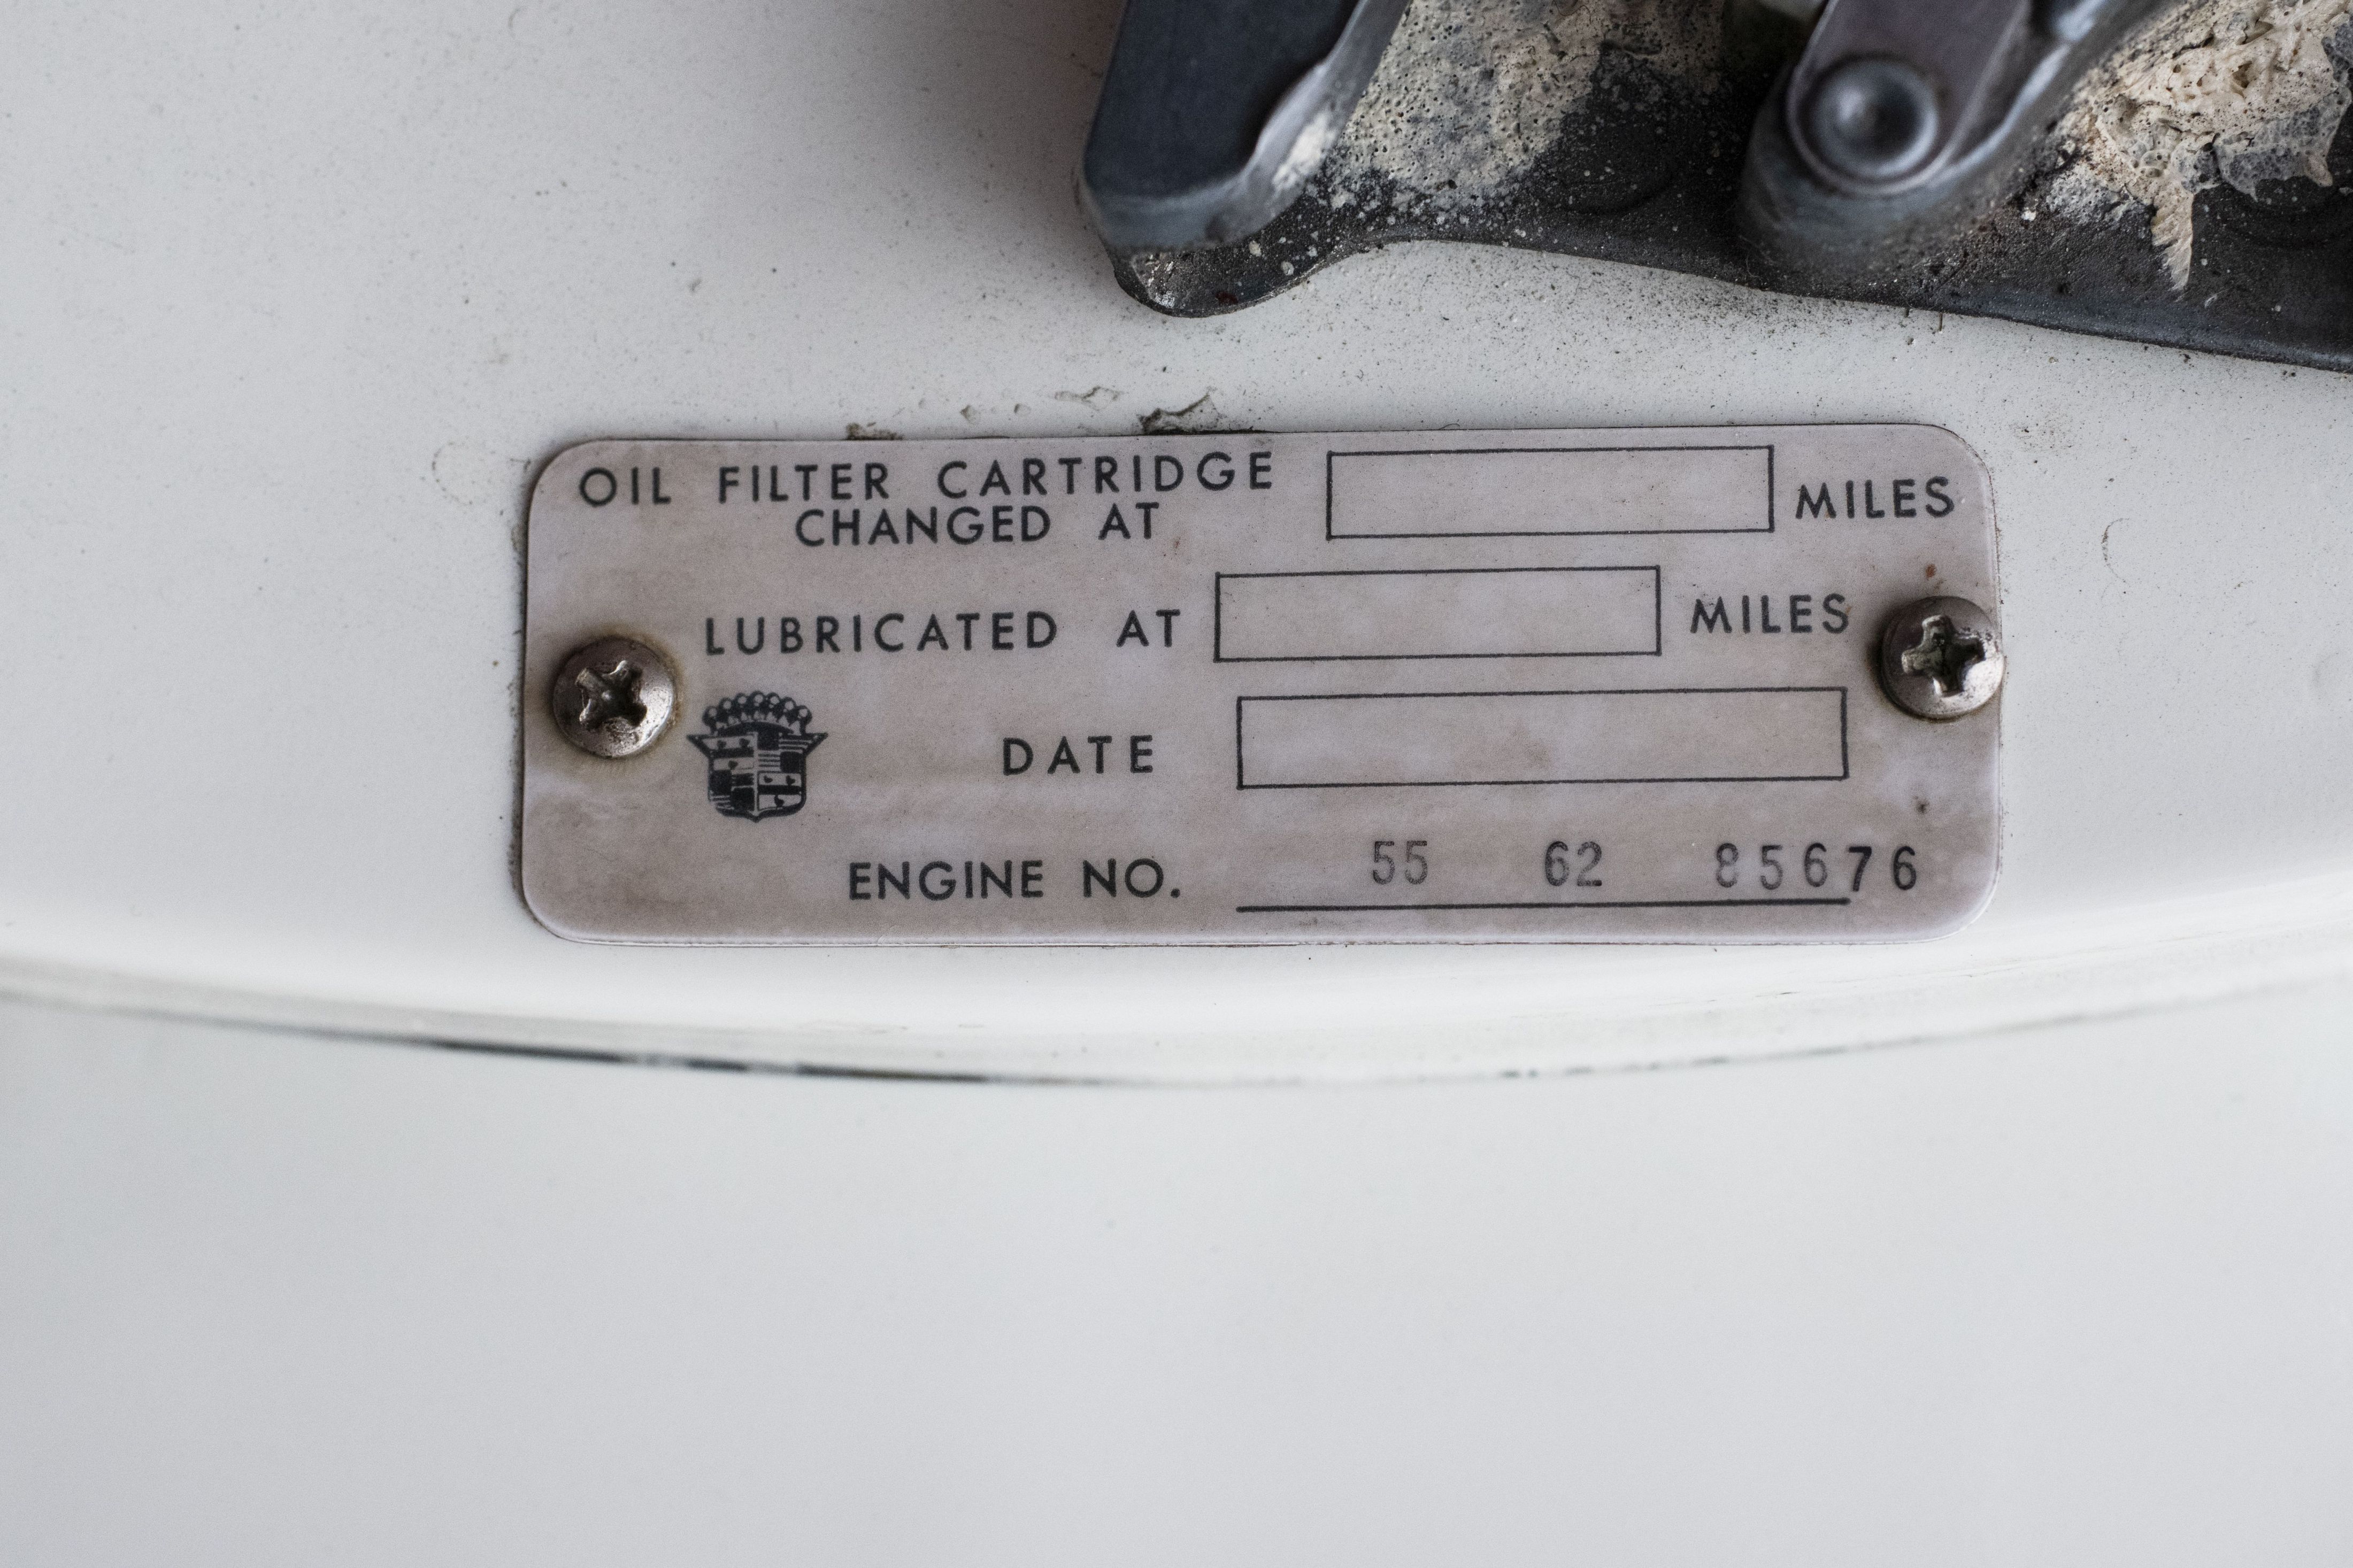 OIL FILTER CARTRIDGE
CHANGED AT MILES
LUBRICATED AT MILES
DATE
ENGINE NO. 55 62 85676